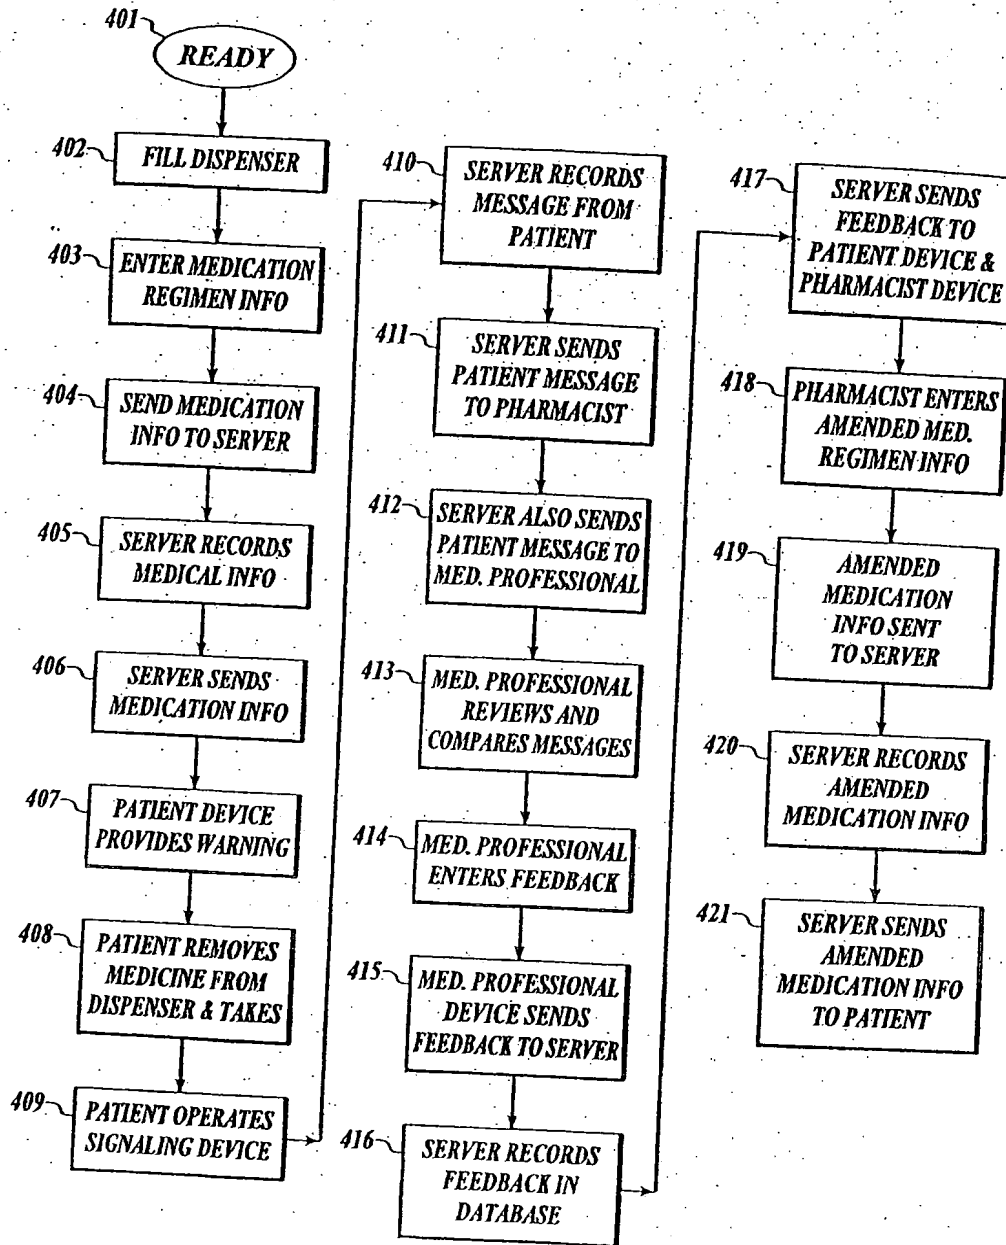 401
READY
402
FILL DISPENSER
403
ENTER MEDICATION
REGIMEN INFO
404
SEND MEDICATION
INFO TO SERVER
405
SERVER RECORDS
MEDICAL INFO
406
SERVER SENDS
MEDICATION INFO
407
PATIENT DEVICE
PROVIDES WARNING
408
PATIENT REMOVES
MEDICINE FROM
DISPENSER & TAKES
409
PATIENT OPERATES
SIGNALING DEVICE
410
SERVER RECORDS
MESSAGE FROM
PATIENT
411
SERVER SENDS
PATIENT MESSAGE
TO PHARMACIST
412
SERVER ALSO SENDS
PATIENT MESSAGE TO
MED. PROFESSIONAL
413
MED. PROFESSIONAL
REVIEWS AND
COMPARES MESSAGES
414
MED. PROFESSIONAL
ENTERS FEEDBACK
415
MED. PROFESSIONAL
DEVICE SENDS
FEEDBACK TO SERVER
416
SERVER RECORDS
FEEDBACK IN
DATABASE
417
SERVER SENDS
FEEDBACK TO
PATIENT DEVICE &
PHARMACIST DEVICE
418
PHARMACIST ENTERS
AMENDED MED.
REGIMEN INFO
419
AMENDED
MEDICATION
INFO SENT
TO SERVER
420
SERVER RECORDS
AMENDED
MEDICATION INFO
421
SERVER SENDS
AMENDED
MEDICATION INFO
TO PATIENT